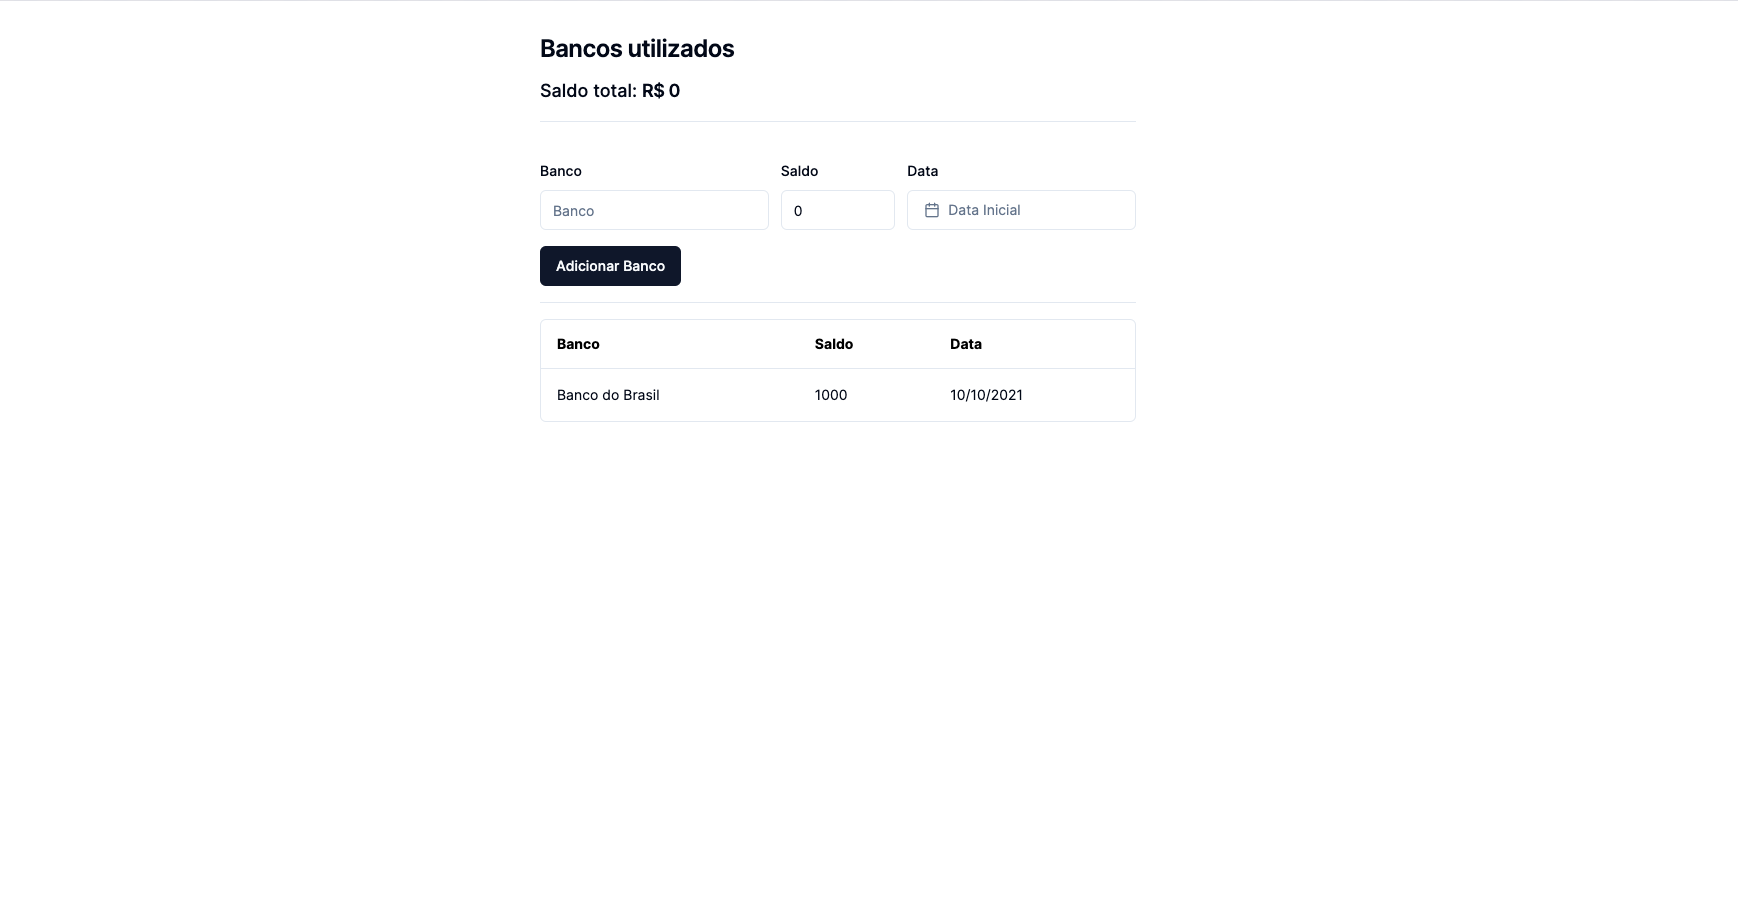 Bancos utilizados
Saldo total: R$ 0
Banco Saldo Data
Banco 0 Data Inicial
Adicionar Banco
Banco Saldo Data
Banco do Brasil 1000 10/10/2021